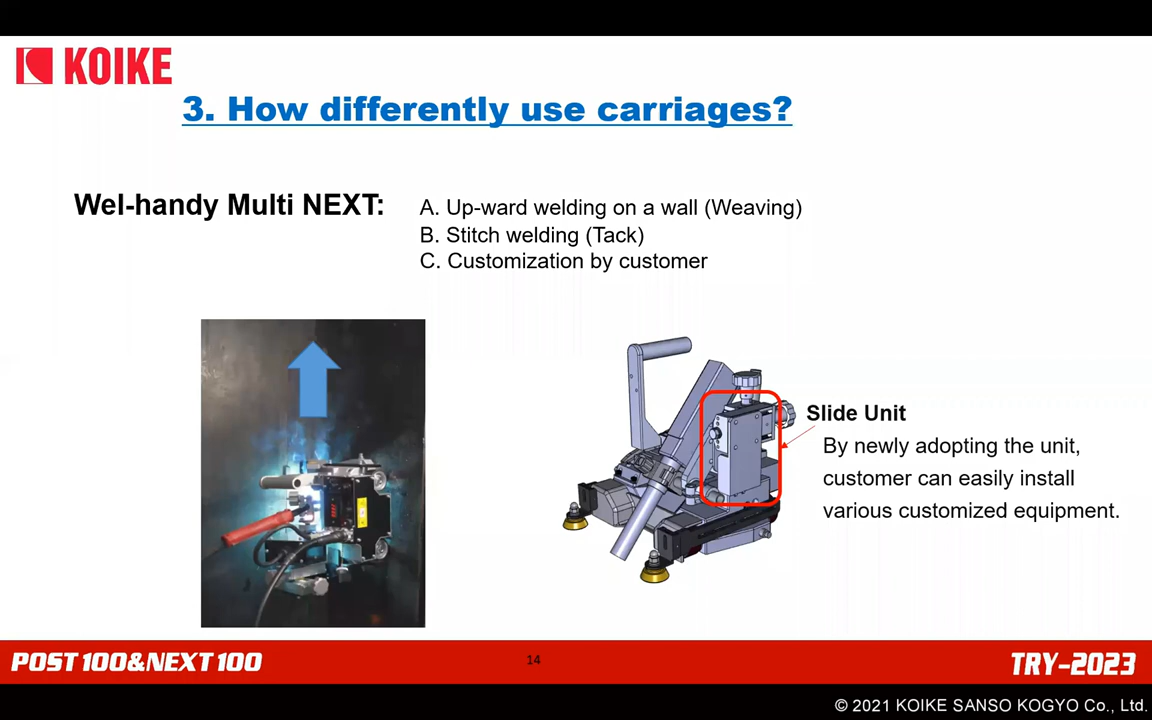 KOIKE
3. How differently use carriages?
Wel-handy Multi NEXT:
A. Up-ward welding on a wall (Weaving)
B. Stitch welding (Tack)
C. Customization by customer
Slide Unit
By newly adopting the unit,
customer can easily install
various customized equipment.
POST 100&NEXT 100
14
TRY-2023
© 2021 KOIKE SANSO KOGYO Co., Ltd.